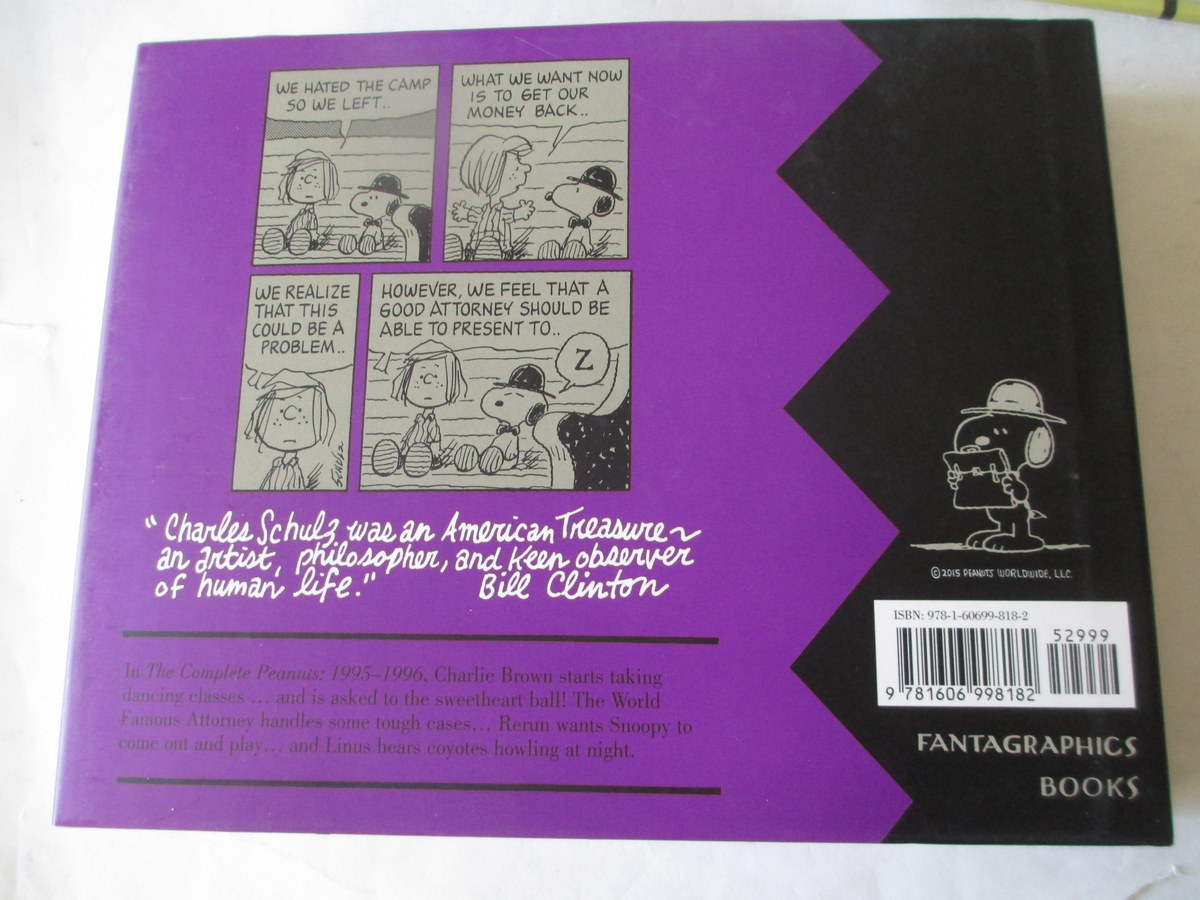 WE HATED THE CAMP
SO WE LEFT..
WHAT WE WANT NOW
IS TO GET OUR
MONEY BACK..
WE REALIZE
THAT THIS
COULD BE A
PROBLEM..
SCHULZ
HOWEVER, WE FEEL THAT A
GOOD ATTORNEY SHOULD BE
ABLE TO PRESENT TO..
Z
"Charles Schulz was an American Treasure~
an artist, philosopher, and keen observer
of human life." Bill Clinton
In The Complete Peanuts: 1995–1996, Charlie Brown starts taking
dancing classes ... and is asked to the sweetheart ball! The World
Famous Attorney handles some tough cases... Rerun wants Snoopy to
come out and play... and Linus hears coyotes howling at night.
©2015 PEANUTS WORLDWIDE, LLC.
ISBN: 978-1-60699-818-2
52999
9 781606 998182
FANTAGRAPHICS
BOOKS